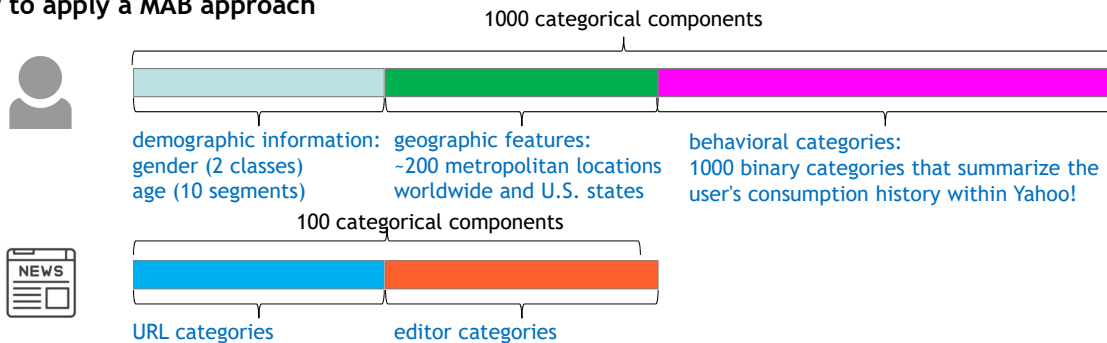 to apply a MAB approach
1000 categorical components
demographic information:
gender (2 classes)
age (10 segments)
geographic features:
~200 metropolitan locations
worldwide and U.S. states
behavioral categories:
1000 binary categories that summarize the
user's consumption history within Yahoo!
100 categorical components
NEWS
URL categories
editor categories